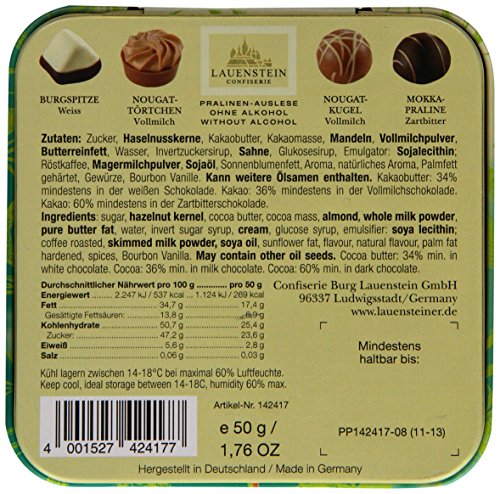 LAUENSTEIN
CONFISERIE
BURGSPITZE
Weiss
NOUGAT-
TÖRTCHEN
Vollmilch
PRALINEN-AUSLESE
OHNE ALKOHOL
WITHOUT ALCOHOL
NOUGAT-
KUGEL
Vollmilch
MOKKA-
PRALINE
Zartbitter
Zutaten: Zucker, Haselnusskerne, Kakaobutter, Kakaomasse, Mandeln, Vollmilchpulver,
Butterreinfett, Wasser, Invertzuckersirup, Sahne, Glukosesirup, Emulgator: Sojalecithin;
Röstkaffee, Magermilchpulver, Sojaöl, Sonnenblumenfett, Aroma, natürliches Aroma, Palmfett
gehärtet, Gewürze, Bourbon Vanille. Kann weitere Ölsamen enthalten. Kakaobutter: 34%
mindestens in der weißen Schokolade. Kakao: 36% mindestens in der Vollmilchschokolade.
Kakao: 60% mindestens in der Zartbitterschokolade.
Ingredients: sugar, hazelnut kernel, cocoa butter, cocoa mass, almond, whole milk powder,
pure butter fat, water, invert sugar syrup, cream, glucose syrup, emulsifier: soya lecithin;
coffee roasted, skimmed milk powder, soya oil, sunflower fat, flavour, natural flavour, palm fat
hardened, spices, Bourbon Vanilla. May contain other oil seeds. Cocoa butter: 34% min. in
white chocolate. Cocoa: 36% min. in milk chocolate. Cocoa: 60% min. in dark chocolate.
Durchschnittlicher Nährwert pro 100 g pro 50 g
Energiewert 2.247 kJ / 537 kcal 1.124 kJ / 269 kcal
Fett 34,7 g 17,4 g
Gesättigte Fettsäuren: 13,8 g 6,9 g
Kohlenhydrate 50,7 g 25,4 g
Zucker: 47,2 g 23,6 g
Eiweiß 5,6 g 2,8 g
Salz 0,06 g 0,03 g
Kühl lagern zwischen 14-18°C bei maximal 60% Luftfeuchte.
Keep cool, ideal storage between 14-18C, humidity 60% max.
Confiserie Burg Lauenstein GmbH
96337 Ludwigsstadt/Germany
www.lauensteiner.de
Mindestens
haltbar bis:
Artikel-Nr. 142417
4 001527 424177
e 50 g /
1,76 OZ
PP142417-08 (11-13)
Hergestellt in Deutschland / Made in Germany